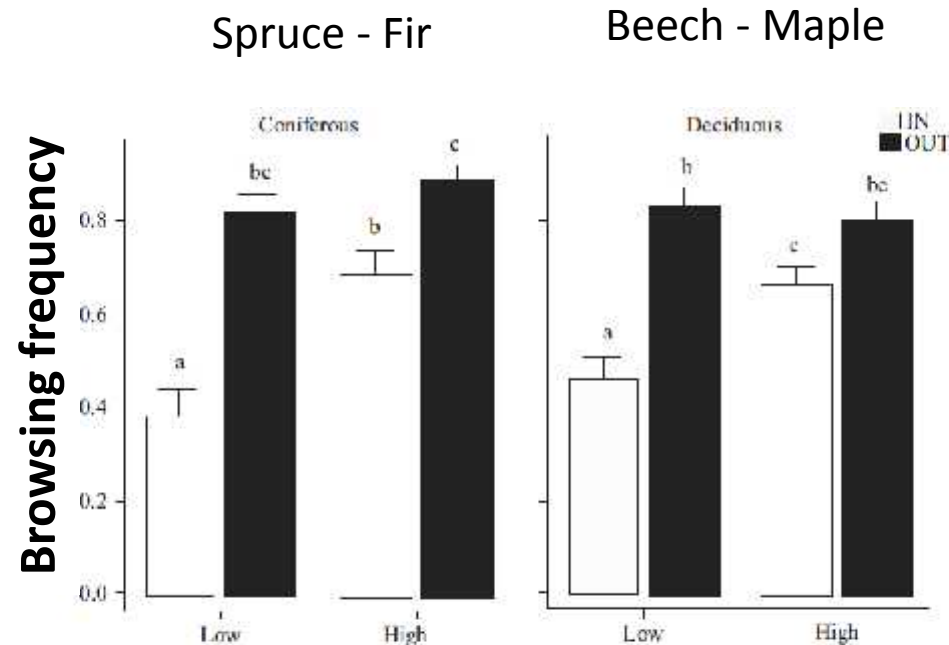 Spruce - Fir
Beech - Maple
Coniferous
Deciduous
IN
OUT
Browsing frequency
0.8
0.6
0.4
0.2
0.0
a
bc
b
c
a
b
c
bc
Low
High
Low
High